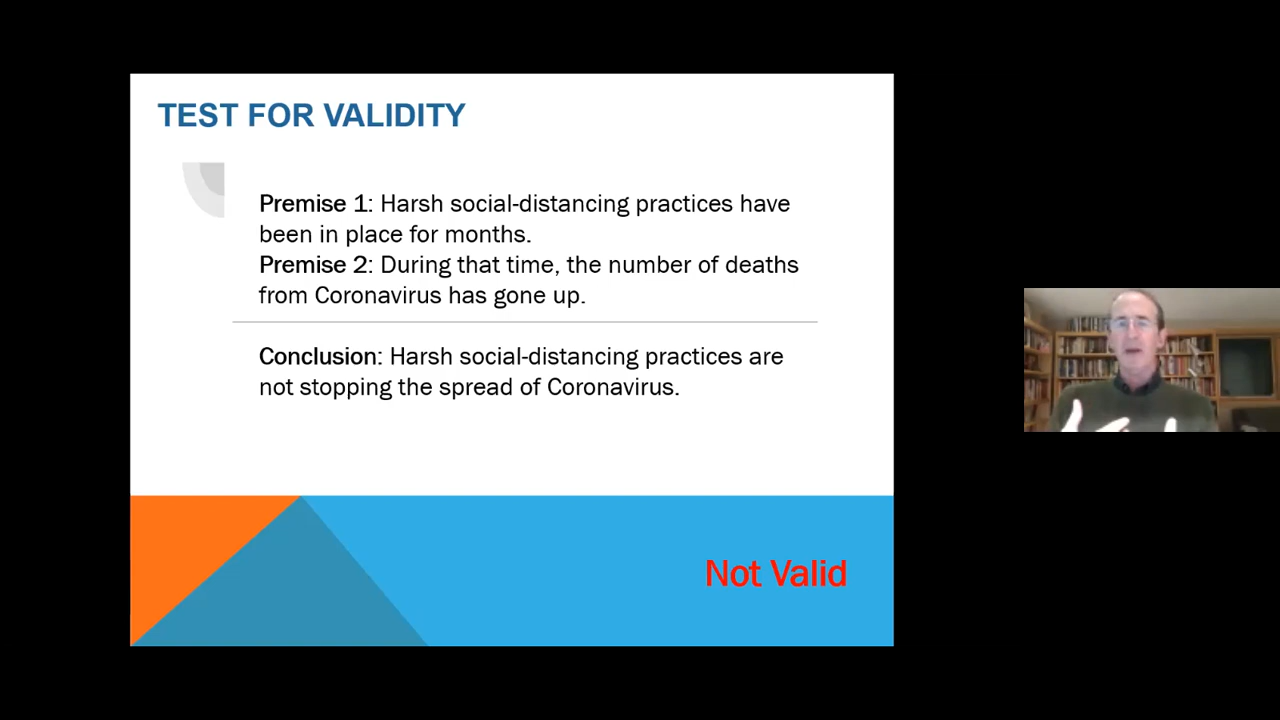 TEST FOR VALIDITY
Premise 1: Harsh social-distancing practices have
been in place for months.
Premise 2: During that time, the number of deaths
from Coronavirus has gone up.
Conclusion: Harsh social-distancing practices are
not stopping the spread of Coronavirus.
Not Valid